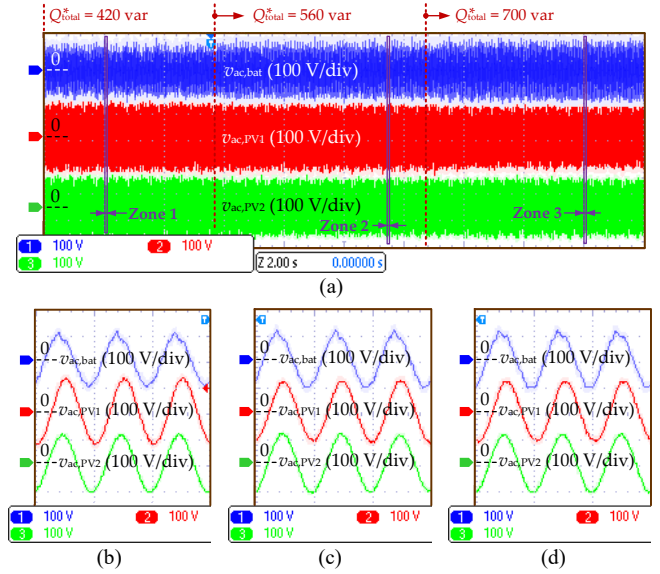 Q*total = 420 var Q*total = 560 var Q*total = 700 var
T
0 vac,bat (100 V/div)
0 vac,PV1 (100 V/div)
0 vac,PV2 (100 V/div)
Zone 1 Zone 2 Zone 3
1 100 V 2 100 V
3 100 V
Z 2.00 s 0.00000 s
(a)
T
0 vac,bat (100 V/div)
0 vac,PV1 (100 V/div)
0 vac,PV2 (100 V/div)
1 100 V 2 100 V
3 100 V
(b)
T
0 vac,bat (100 V/div)
0 vac,PV1 (100 V/div)
0 vac,PV2 (100 V/div)
1 100 V 2 100 V
3 100 V
(c)
T
0 vac,bat (100 V/div)
0 vac,PV1 (100 V/div)
0 vac,PV2 (100 V/div)
1 100 V 2 100 V
3 100 V
(d)